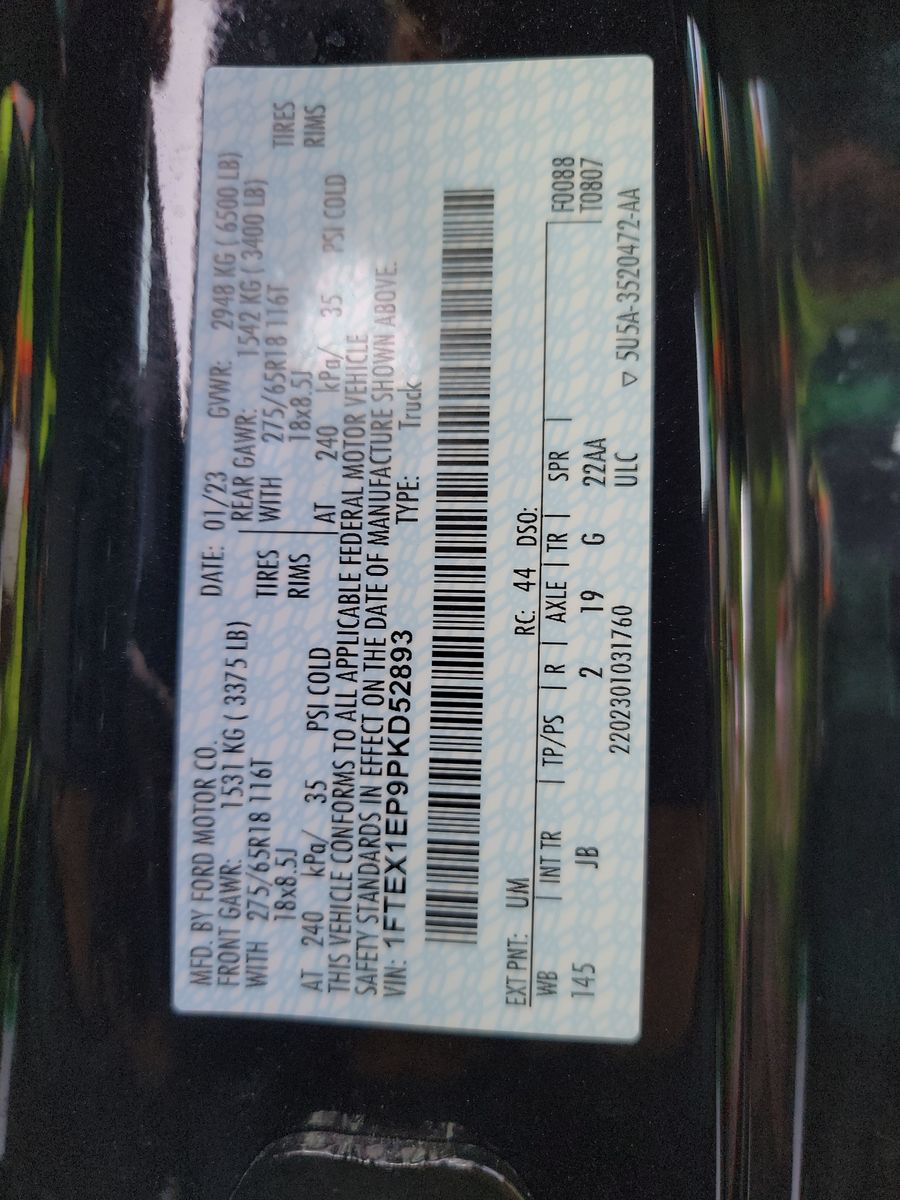 MFD. BY FORD MOTOR CO. DATE: 01/23 GVWR: 2948 KG ( 6500 LB)
FRONT GAWR: 1531 KG ( 3375 LB) REAR GAWR: 1542 KG ( 3400 LB)
WITH 275/65R18 116T TIRES WITH 275/65R18 116T TIRES
18x8.5J RIMS 18x8.5J RIMS
AT 240 kPa/ 35 PSI COLD AT 240 kPa/ 35 PSI COLD
THIS VEHICLE CONFORMS TO ALL APPLICABLE FEDERAL MOTOR VEHICLE
SAFETY STANDARDS IN EFFECT ON THE DATE OF MANUFACTURE SHOWN ABOVE.
VIN: 1FTEX1EP9PKD52893 TYPE: Truck
EXT PNT: UM RC: 44 DSO:
WB | INT TR | TP/PS | R | AXLE | TR | SPR | F0088
145 JB 2 19 G 22AA T0807
2202301031760 ULC ▽ 5U5A-3520472-AA